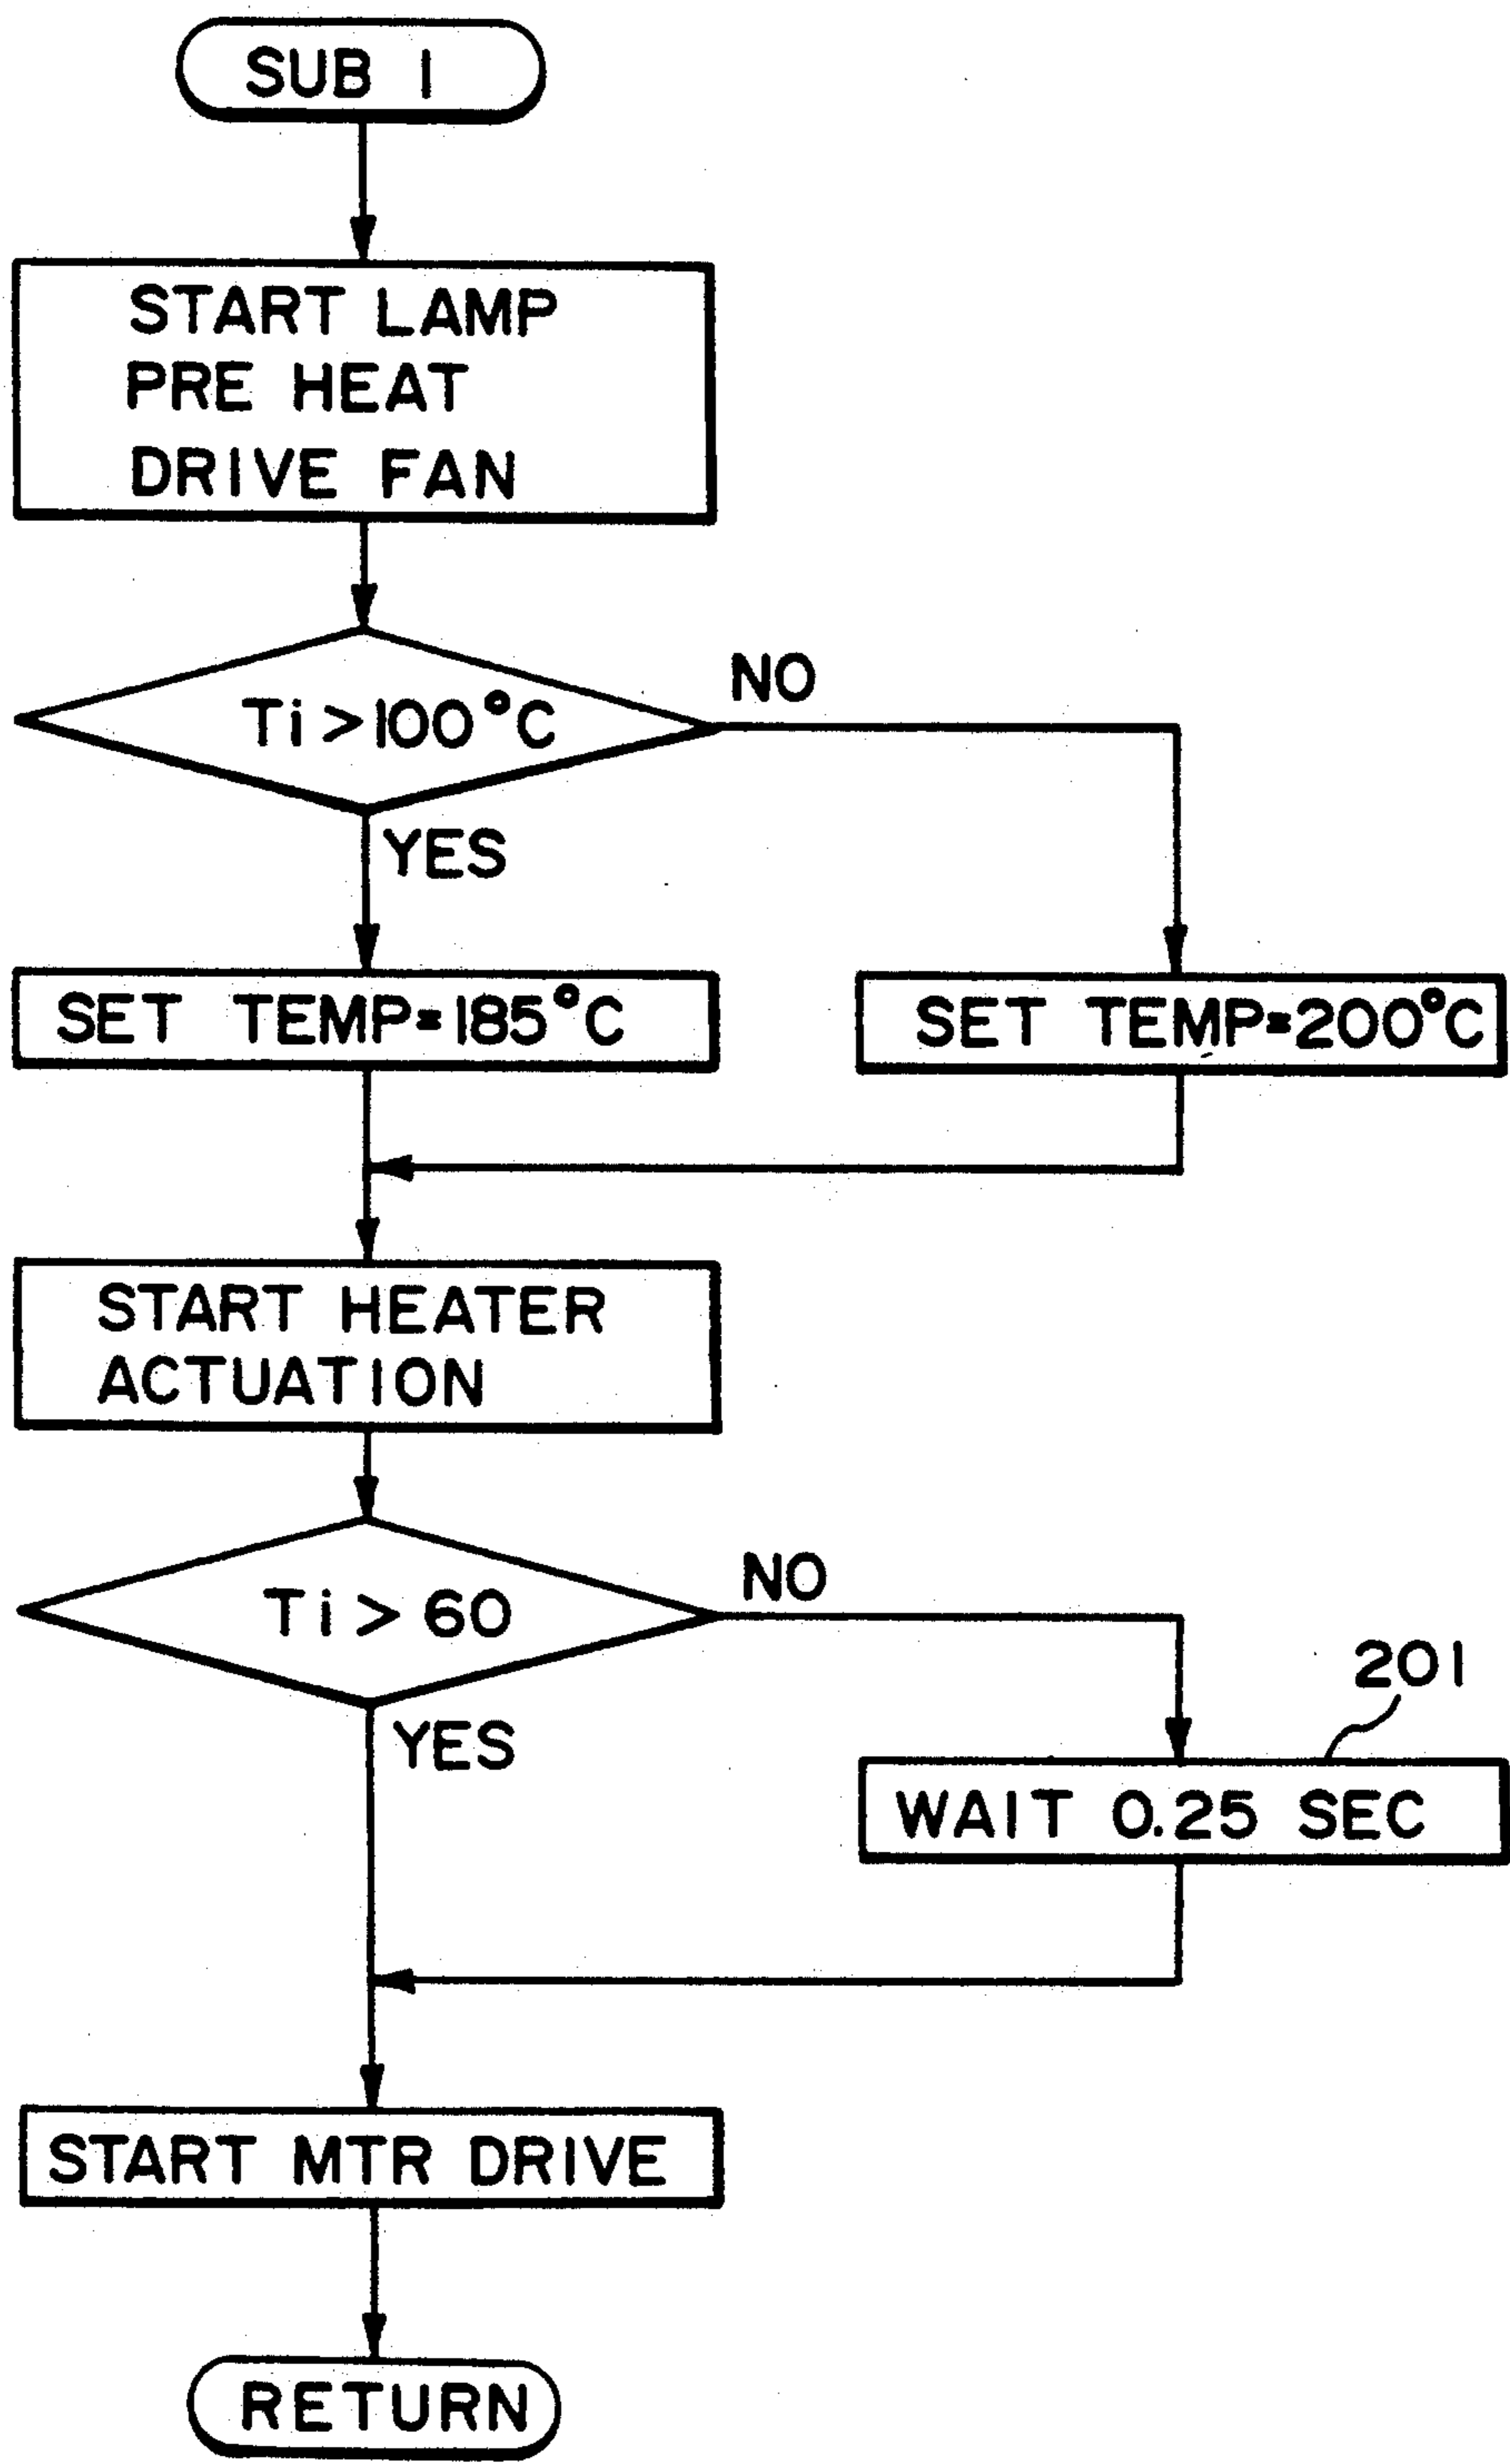 SUB 1
START LAMP
PRE HEAT
DRIVE FAN
Ti > 100°C
NO
YES
SET TEMP=185°C
SET TEMP=200°C
START HEATER
ACTUATION
Ti > 60
NO
YES
201
WAIT 0.25 SEC
START MTR DRIVE
RETURN